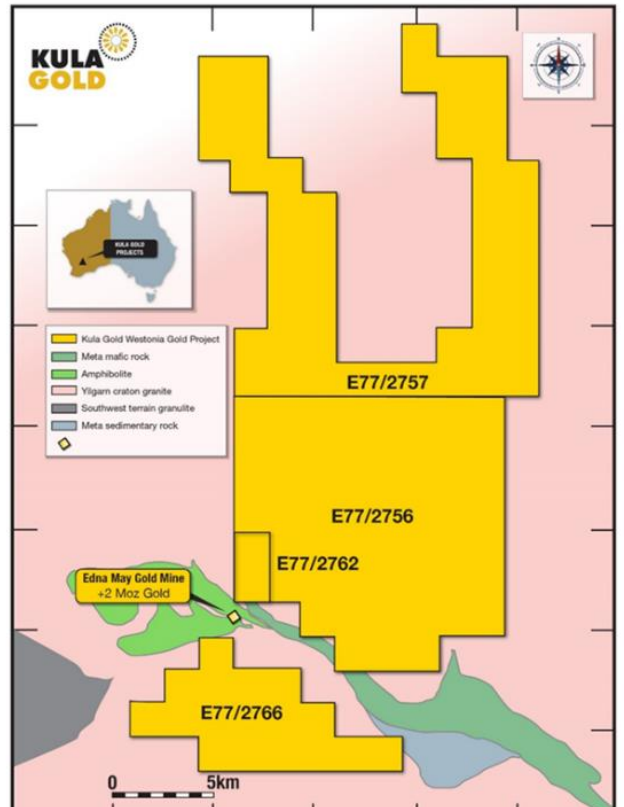 KULA
GOLD
KULA GOLD
PROJECTS
Kula Gold Westonia Gold Project
Meta mafic rock
Amphibolite
Yilgarn craton granite
Southwest terrain granulite
Meta sedimentary rock
E77/2757
E77/2756
E77/2762
Edna May Gold Mine
+2 Moz Gold
E77/2766
0 5km